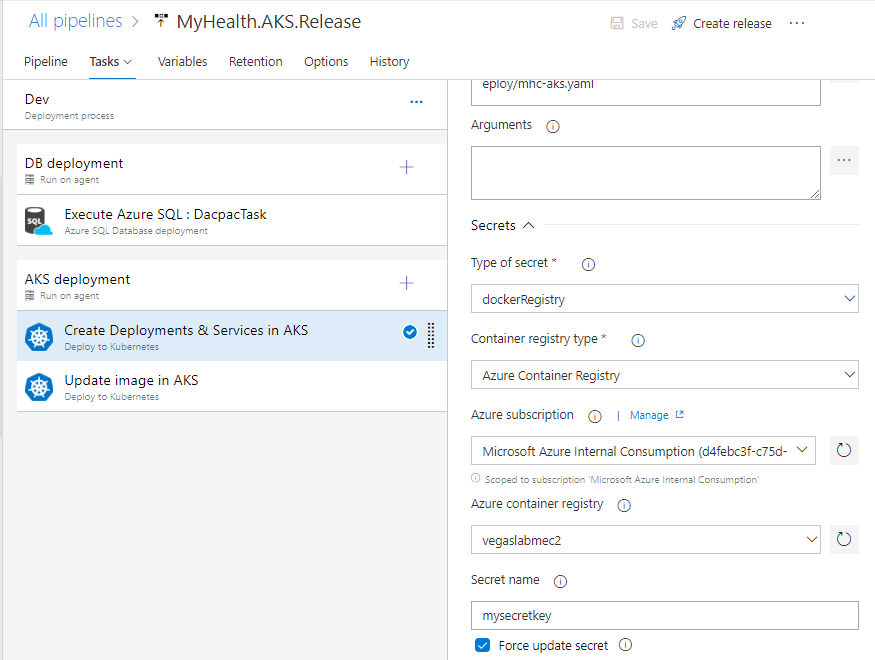 All pipelines > MyHealth.AKS.Release
Save Create release ...
Pipeline Tasks Variables Retention Options History
Dev
Deployment process
...
DB deployment
Run on agent
SQL
Execute Azure SQL : DacpacTask
Azure SQL Database deployment
AKS deployment
Run on agent
Create Deployments & Services in AKS
Deploy to Kubernetes
Update image in AKS
Deploy to Kubernetes
eploy/mhc-aks.yaml
Arguments
...
Secrets
Type of secret *
dockerRegistry
Container registry type *
Azure Container Registry
Azure subscription | Manage
Microsoft Azure Internal Consumption (d4febc3f-c75d-
Scoped to subscription 'Microsoft Azure Internal Consumption'
Azure container registry
vegaslabmec2
Secret name
mysecretkey
Force update secret